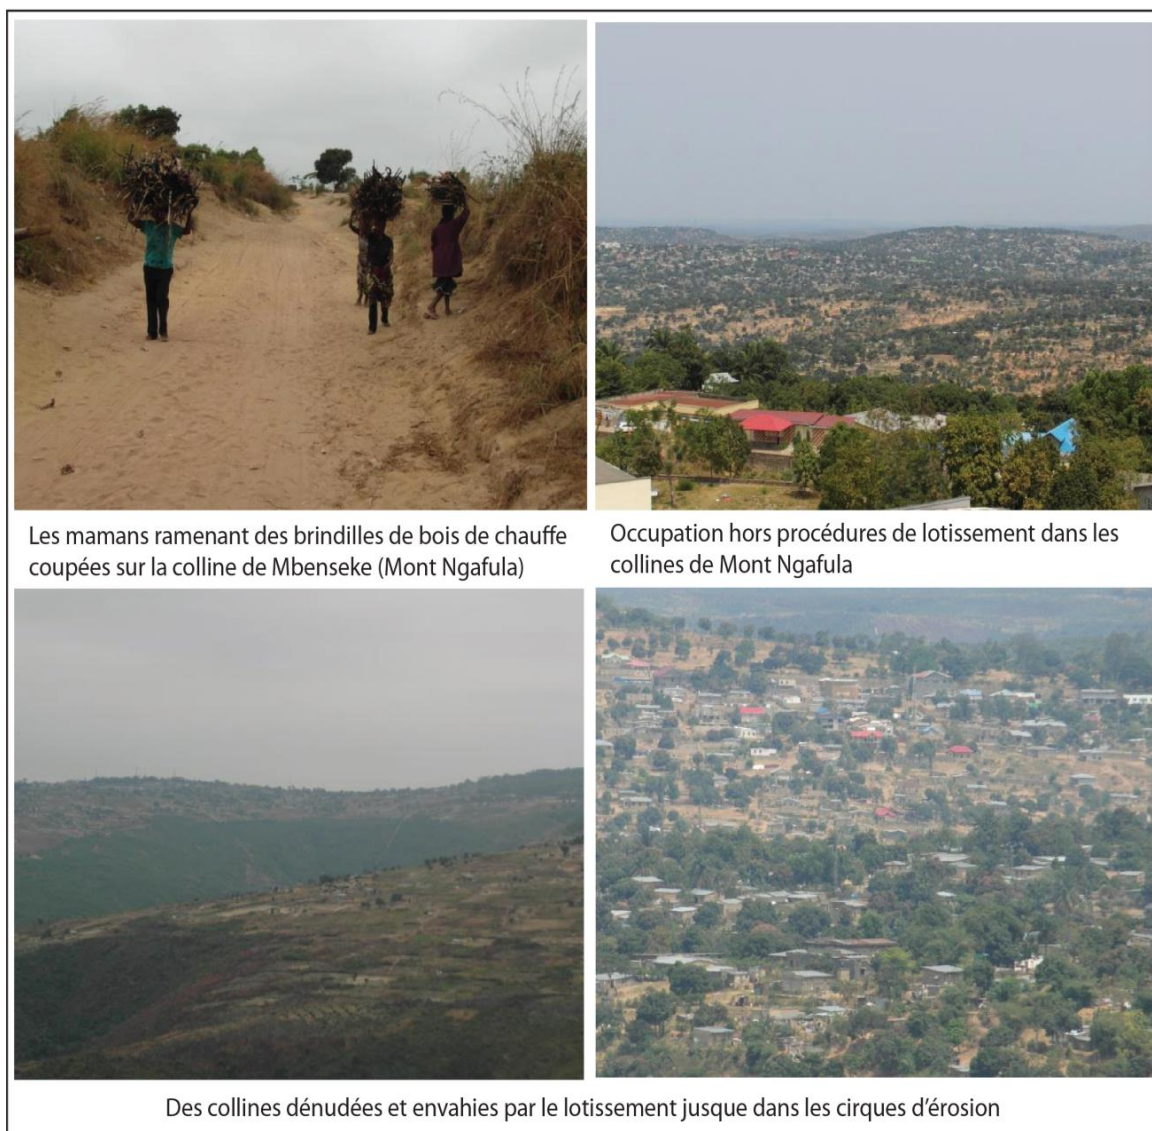 Les mamans ramenant des brindilles de bois de chauffe
coupées sur la colline de Mbenseke (Mont Ngafula)
Occupation hors procédures de lotissement dans les
collines de Mont Ngafula
Des collines dénudées et envahies par le lotissement jusque dans les cirques d'érosion